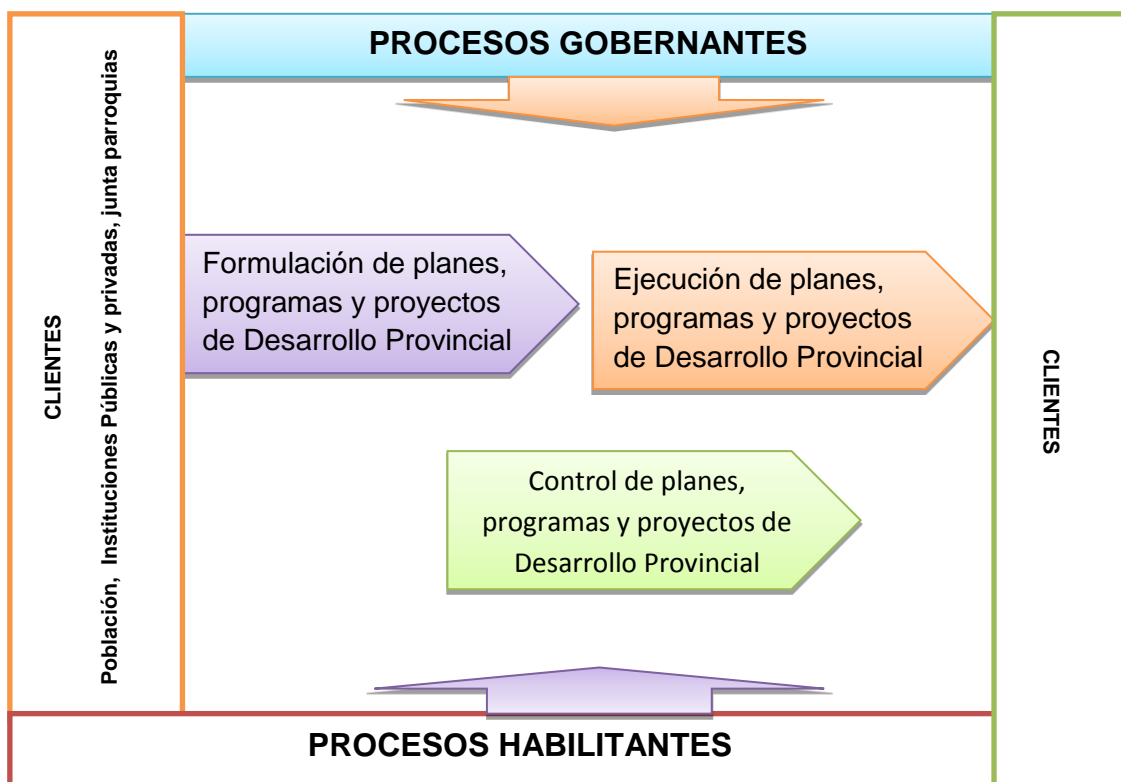 PROCESOS GOBERNANTES
CLIENTES
Población, Instituciones Públicas y privadas, junta parroquias
Formulación de planes,
programas y proyectos
de Desarrollo Provincial
Ejecución de planes,
programas y proyectos
de Desarrollo Provincial
Control de planes,
programas y proyectos de
Desarrollo Provincial
CLIENTES
PROCESOS HABILITANTES